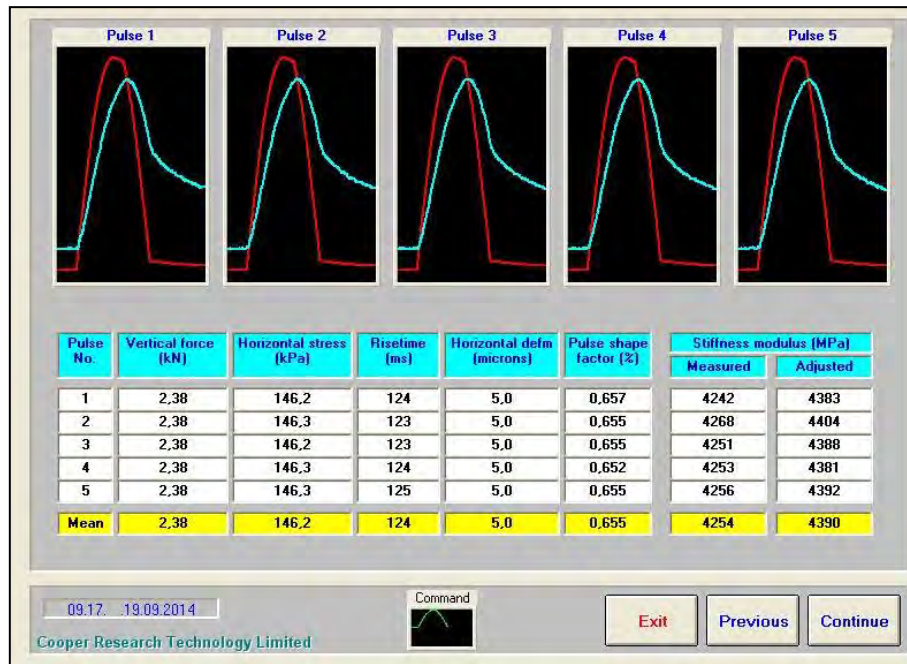 Pulse 1 Pulse 2 Pulse 3 Pulse 4 Pulse 5
Pulse No. Vertical force (kN) Horizontal stress (kPa) Risetime (ms) Horizontal defm (microns) Pulse shape factor (%) Stiffness modulus (MPa)
Measured Adjusted
1 2,38 146,2 124 5,0 0,657 4242 4383
2 2,38 146,3 123 5,0 0,655 4268 4404
3 2,38 146,2 123 5,0 0,655 4251 4388
4 2,38 146,3 124 5,0 0,652 4253 4381
5 2,38 146,3 125 5,0 0,655 4256 4392
Mean 2,38 146,2 124 5,0 0,655 4254 4390
09.17. .19.09.2014
Command
Exit Previous Continue
Cooper Research Technology Limited